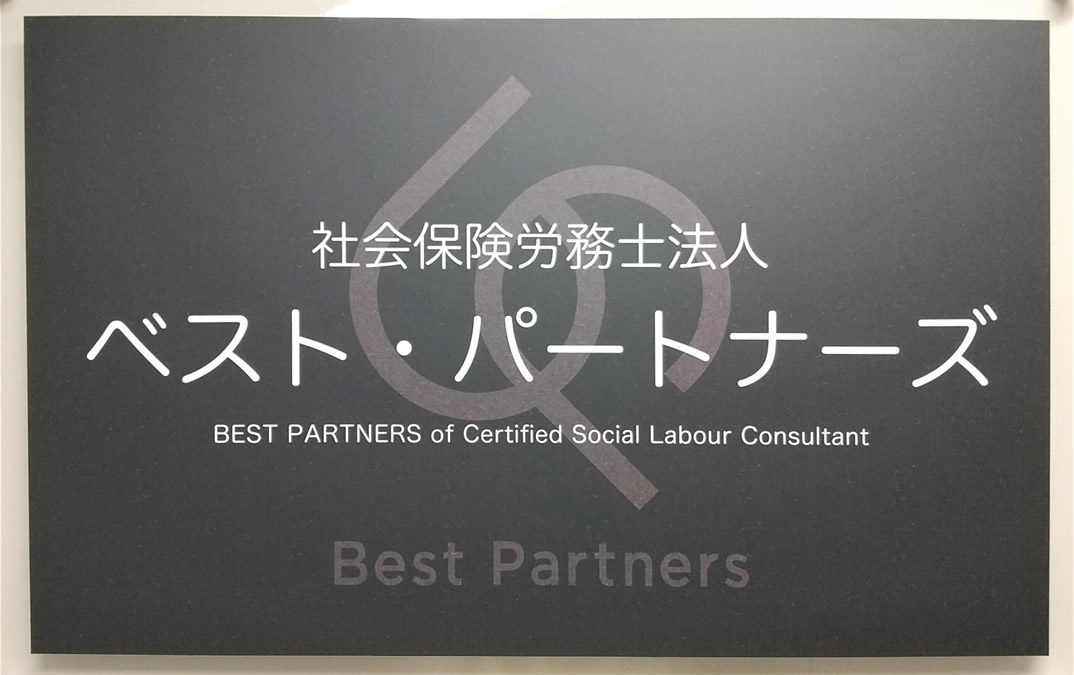 社会保険労務士法人
ベスト・パートナーズ
BEST PARTNERS of Certified Social Labour Consultant
Best Partners